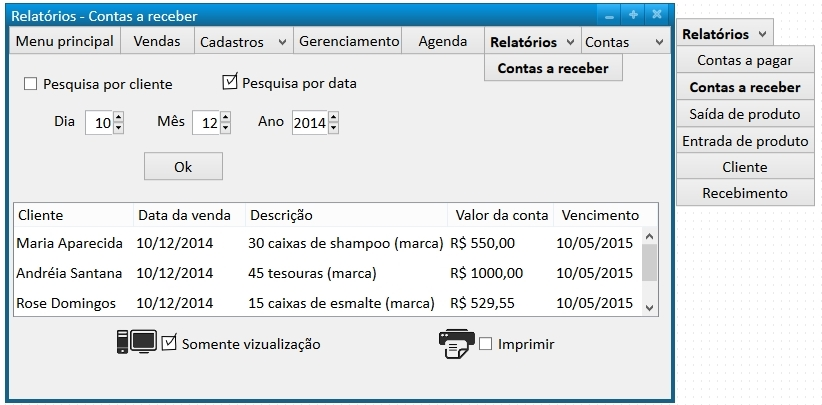 Relatórios - Contas a receber
Menu principal Vendas Cadastros Gerenciamento Agenda Relatórios Contas
Contas a receber
Pesquisa por cliente Pesquisa por data
Dia 10 Mês 12 Ano 2014
Ok
Cliente Data da venda Descrição Valor da conta Vencimento
Maria Aparecida 10/12/2014 30 caixas de shampoo (marca) R$ 550,00 10/05/2015
Andréia Santana 10/12/2014 45 tesouras (marca) R$ 1000,00 10/05/2015
Rose Domingos 10/12/2014 15 caixas de esmalte (marca) R$ 529,55 10/05/2015
Somente vizualização Imprimir
Relatórios
Contas a pagar
Contas a receber
Saída de produto
Entrada de produto
Cliente
Recebimento